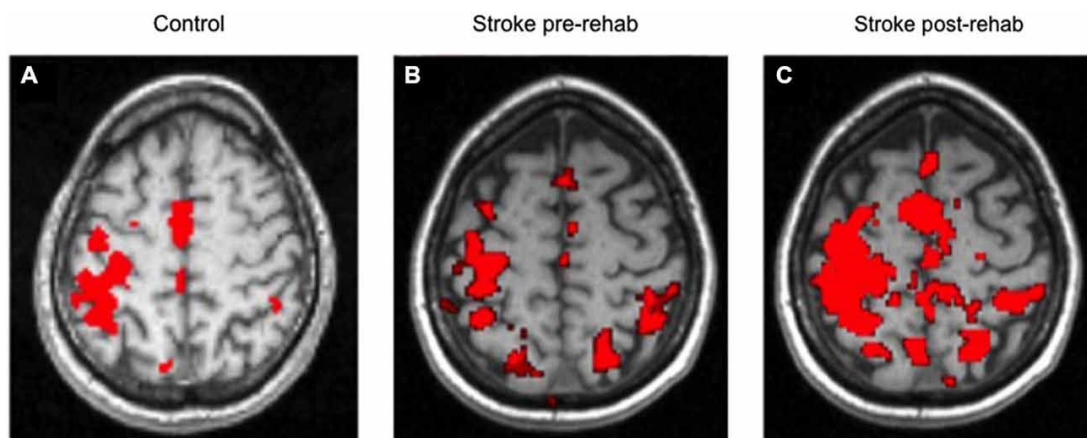 Control
Stroke pre-rehab
Stroke post-rehab
A
B
C